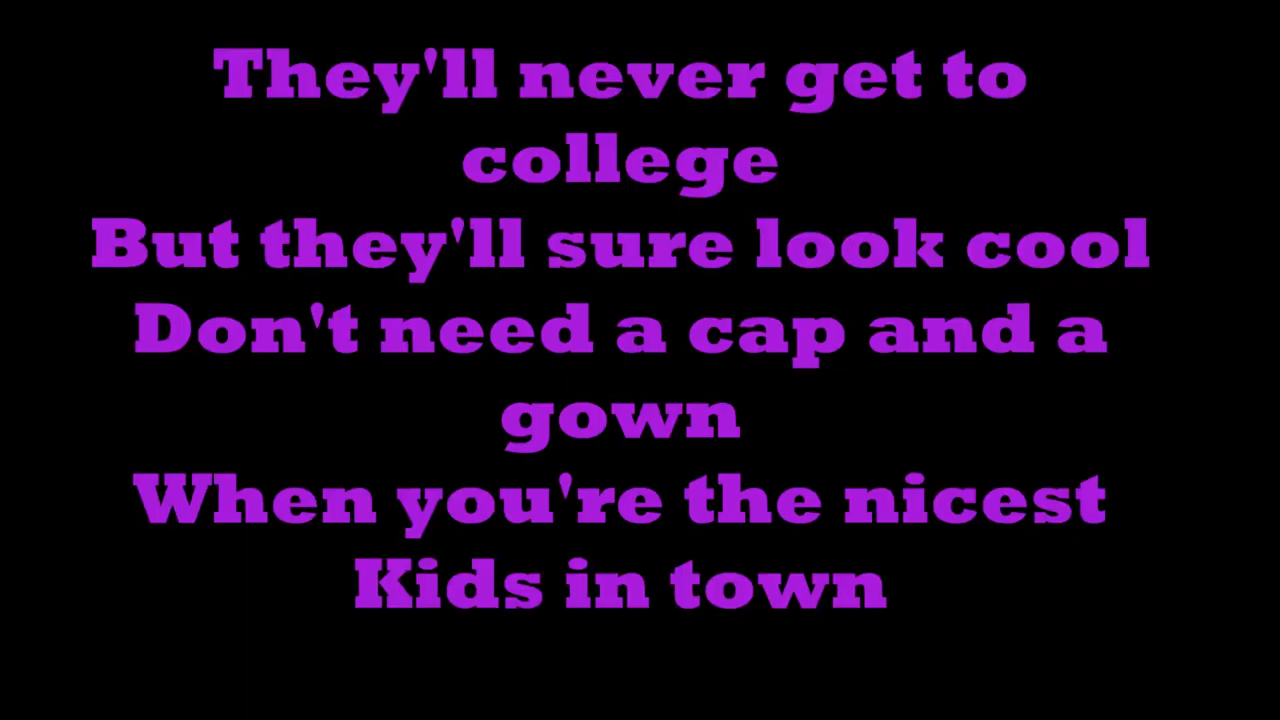 They'll never get to
college
But they'll sure look cool
Don't need a cap and a
gown
When you're the nicest
Kids in town